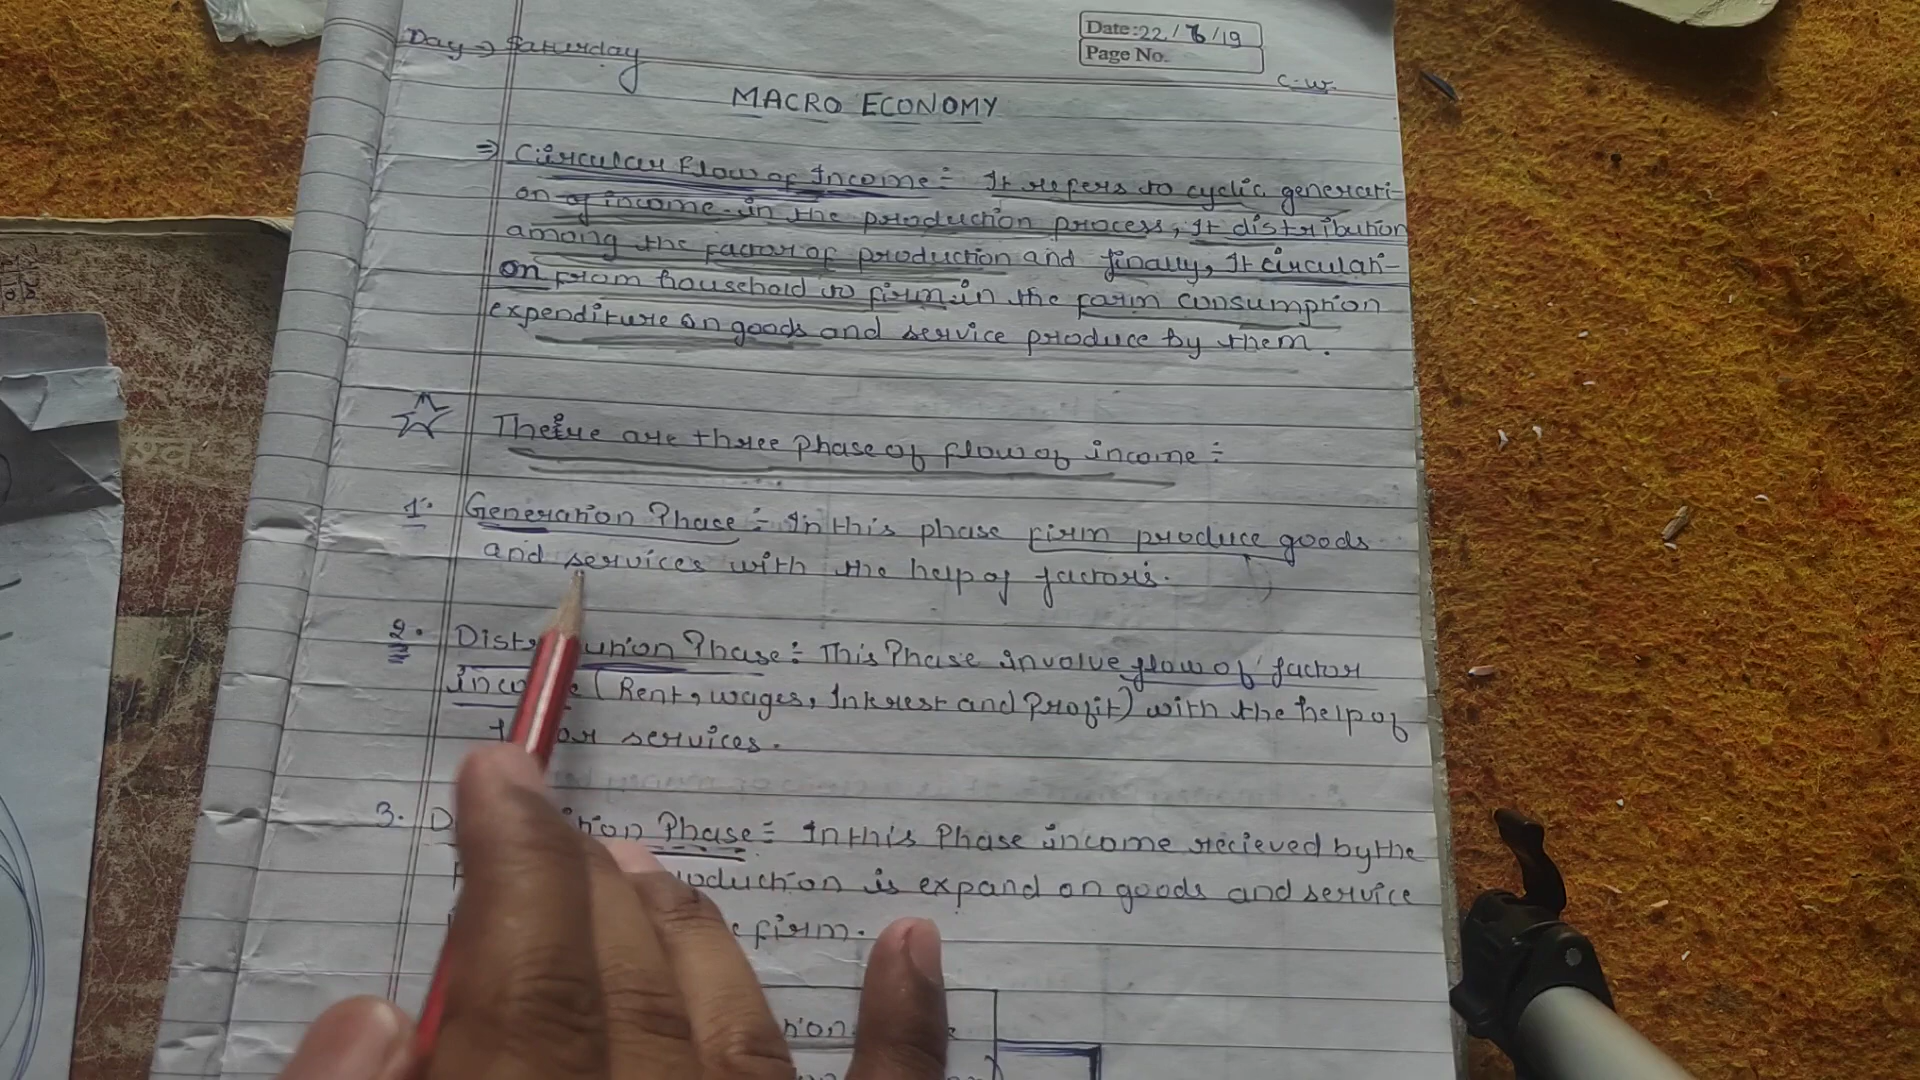 Day → Saturday
Date: 22/6/19
Page No.
C-W.
MACRO ECONOMY
⇒ Circular Flow of Income:- It refers to cyclic generati-
on of income in the production process, It distribution
among the factor of production and finally, It circulati-
on from household to firm in the form consumption
expenditure on goods and service produce by them.
☆ There are three phase of flow of income:-
1. Generation Phase:- In this phase firm produce goods
and services with the help of factors.
2. Phase:- This Phase involve flow of factor
(Rent, wages, Interest and Profit) with the help of
services.
3. Phase:- In this Phase income recieved by the
is expand on goods and service
firm.